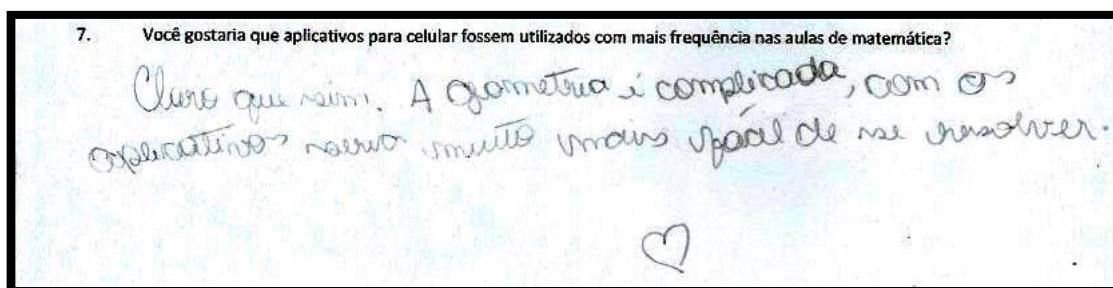 7. Você gostaria que aplicativos para celular fossem utilizados com mais frequência nas aulas de matemática?
Claro que sim. A geometria é complicada, com os
aplicativos seria muito mais fácil de se resolver.